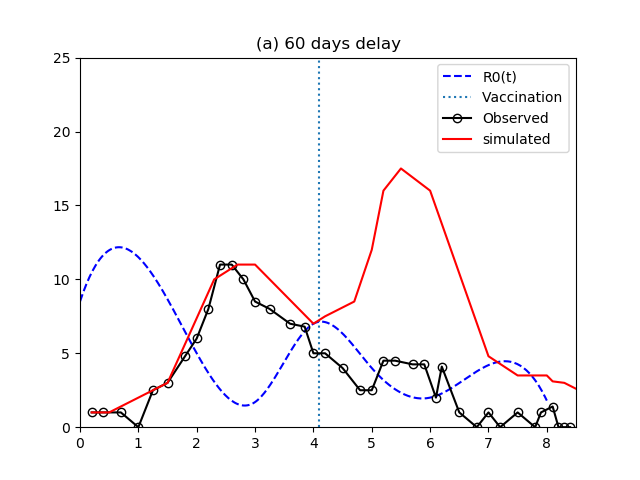 (a) 60 days delay
25
20
15
10
5
0
R0(t)
Vaccination
Observed
simulated
0 1 2 3 4 5 6 7 8